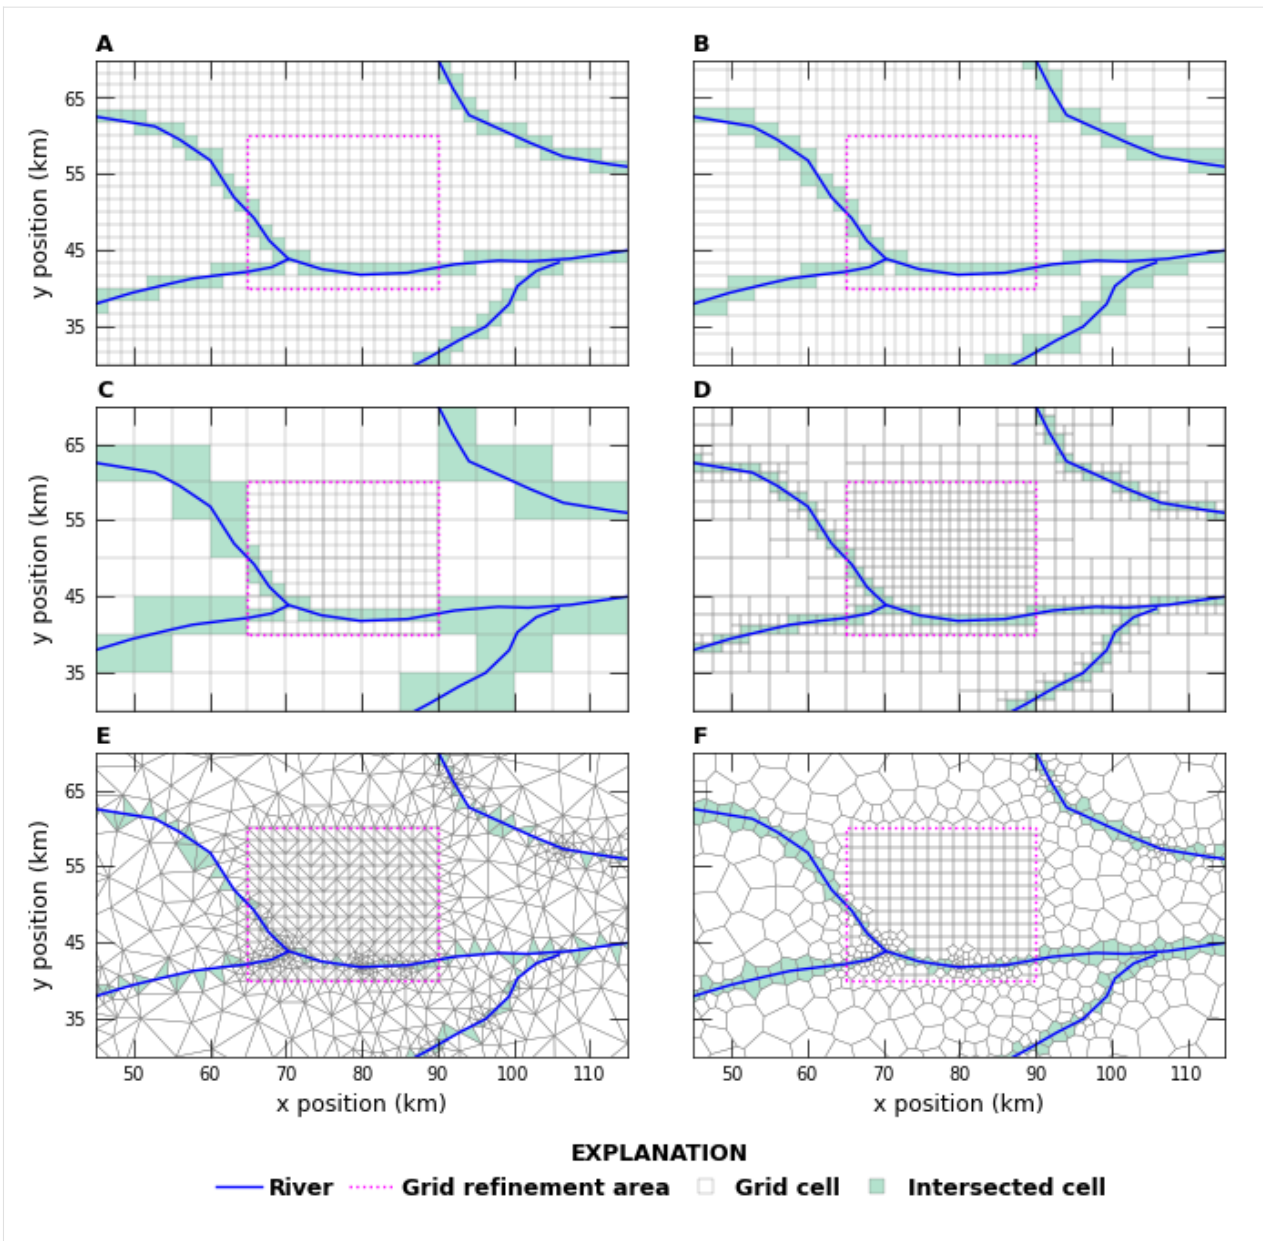 A
B
65
55
45
35
y position (km)
C
D
65
55
45
35
y position (km)
E
F
65
55
45
35
y position (km)
50 60 70 80 90 100 110
50 60 70 80 90 100 110
x position (km)
x position (km)
EXPLANATION
River Grid refinement area Grid cell Intersected cell